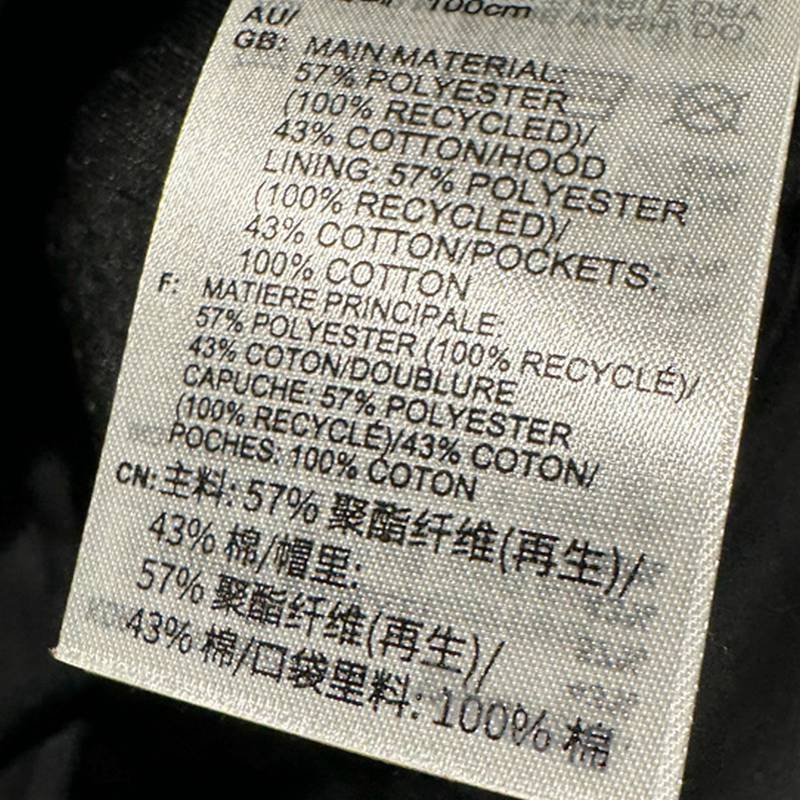 100cm
AU/
GB: MAIN MATERIAL:
57% POLYESTER
(100% RECYCLED)/
43% COTTON/HOOD
LINING: 57% POLYESTER
(100% RECYCLED)/
43% COTTON/POCKETS:
100% COTTON
F: MATIERE PRINCIPALE:
57% POLYESTER (100% RECYCLÉ)/
43% COTON/DOUBLURE
CAPUCHE: 57% POLYESTER
(100% RECYCLÉ)/43% COTON/
POCHES: 100% COTON
CN: 主料: 57% 聚酯纤维(再生)/
43% 棉/帽里:
57% 聚酯纤维(再生)/
43% 棉/口袋里料: 100% 棉